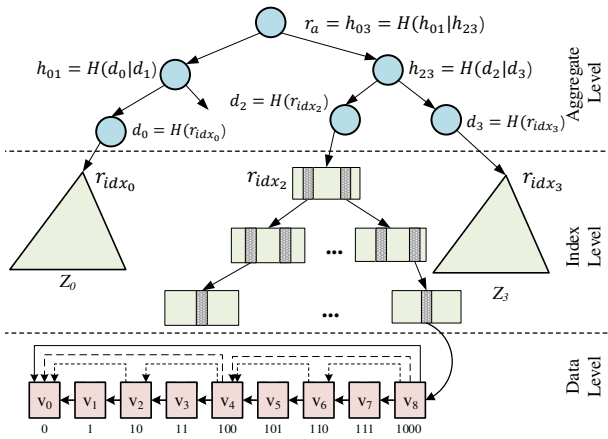 r_a = h_03 = H(h_01|h_23)
h_01 = H(d_0|d_1)
h_23 = H(d_2|d_3)
d_2 = H(r_idx_2)
d_0 = H(r_idx_0)
d_3 = H(r_idx_3)
Aggregate Level
r_idx_0
r_idx_2
r_idx_3
...
Z_0
Z_3
...
Index Level
v_0 v_1 v_2 v_3 v_4 v_5 v_6 v_7 v_8
0 1 10 11 100 101 110 111 1000
Data Level